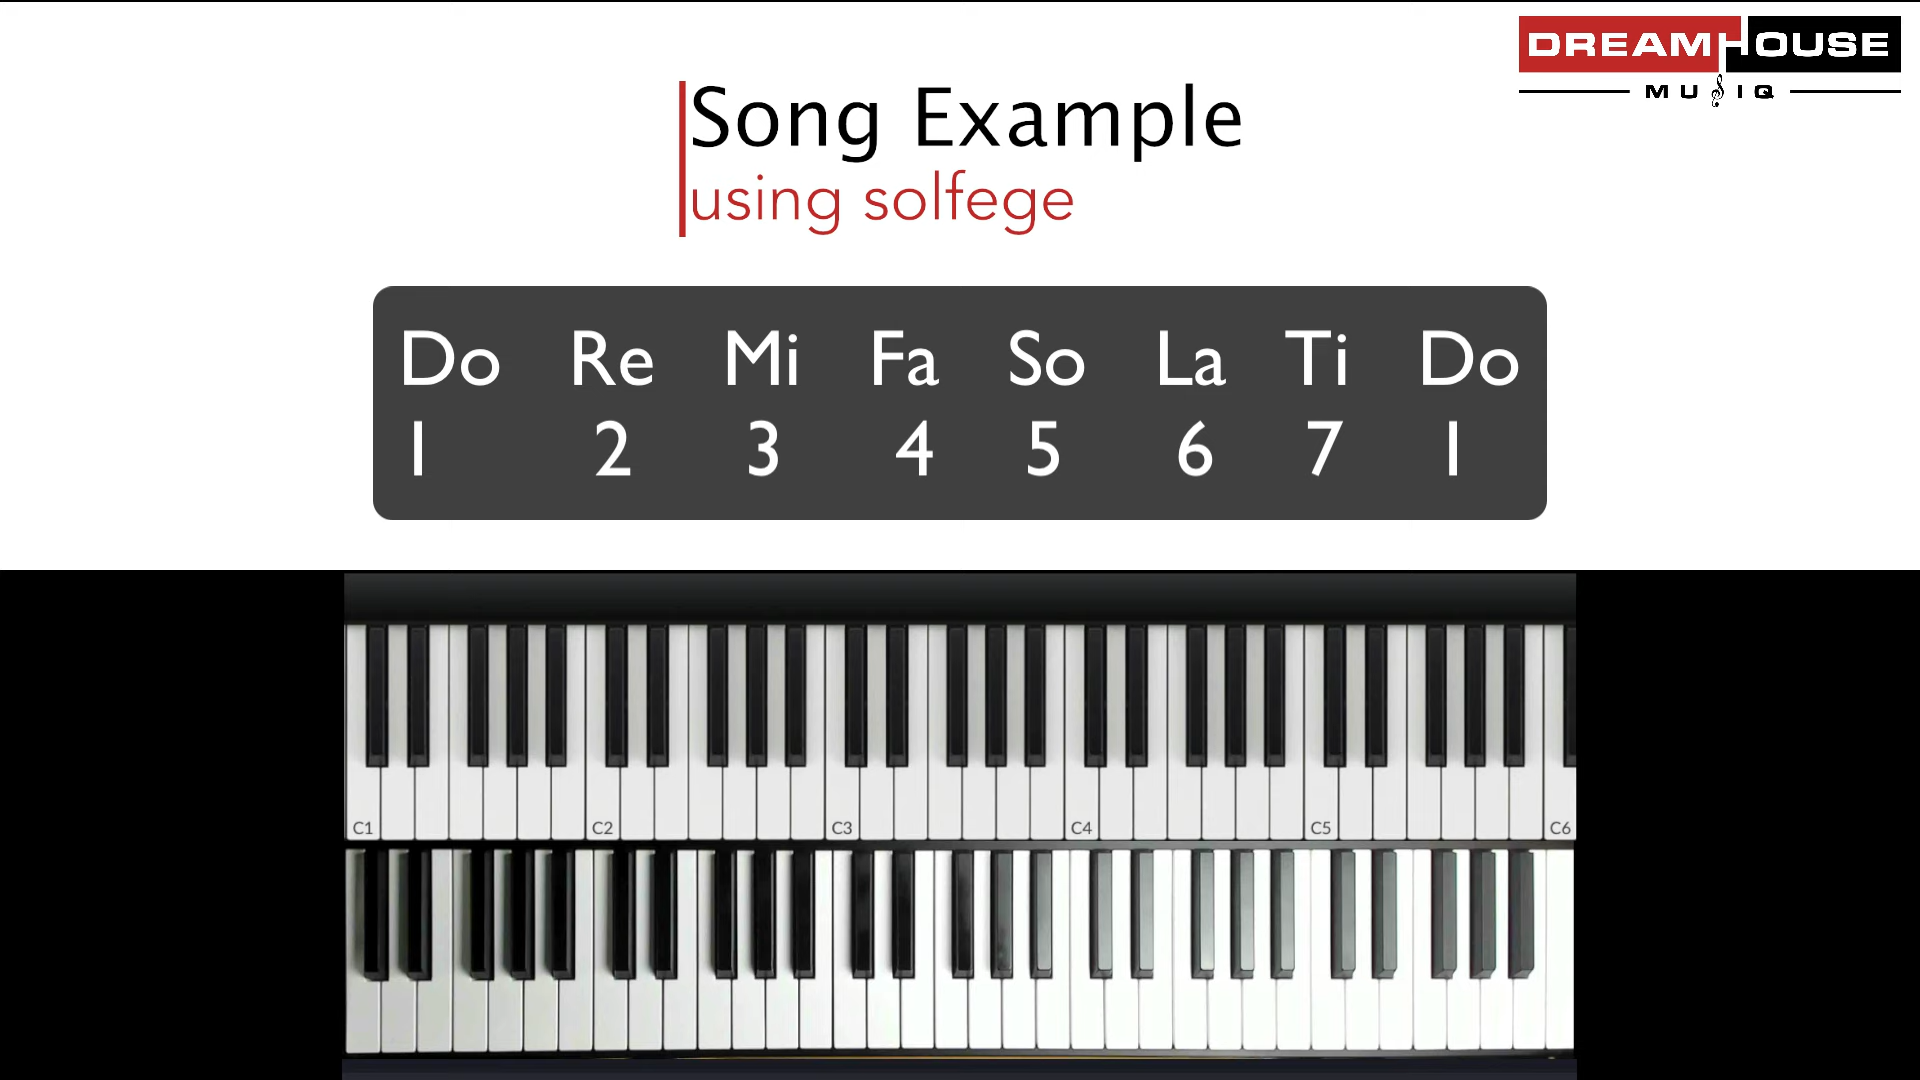 DREAMHOUSE
MUSIQ
Song Example
using solfege
Do Re Mi Fa So La Ti Do
1 2 3 4 5 6 7 1
C1 C2 C3 C4 C5 C6